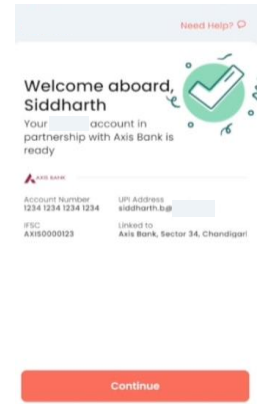 Need Help?
Welcome aboard,
Siddharth
Your account in
partnership with Axis Bank is
ready
AXIS BANK
Account Number UPI Address
1234 1234 1234 1234 siddharth.b@
IFSC Linked to
AXIS0000123 Axis Bank, Sector 34, Chandigarh
Continue